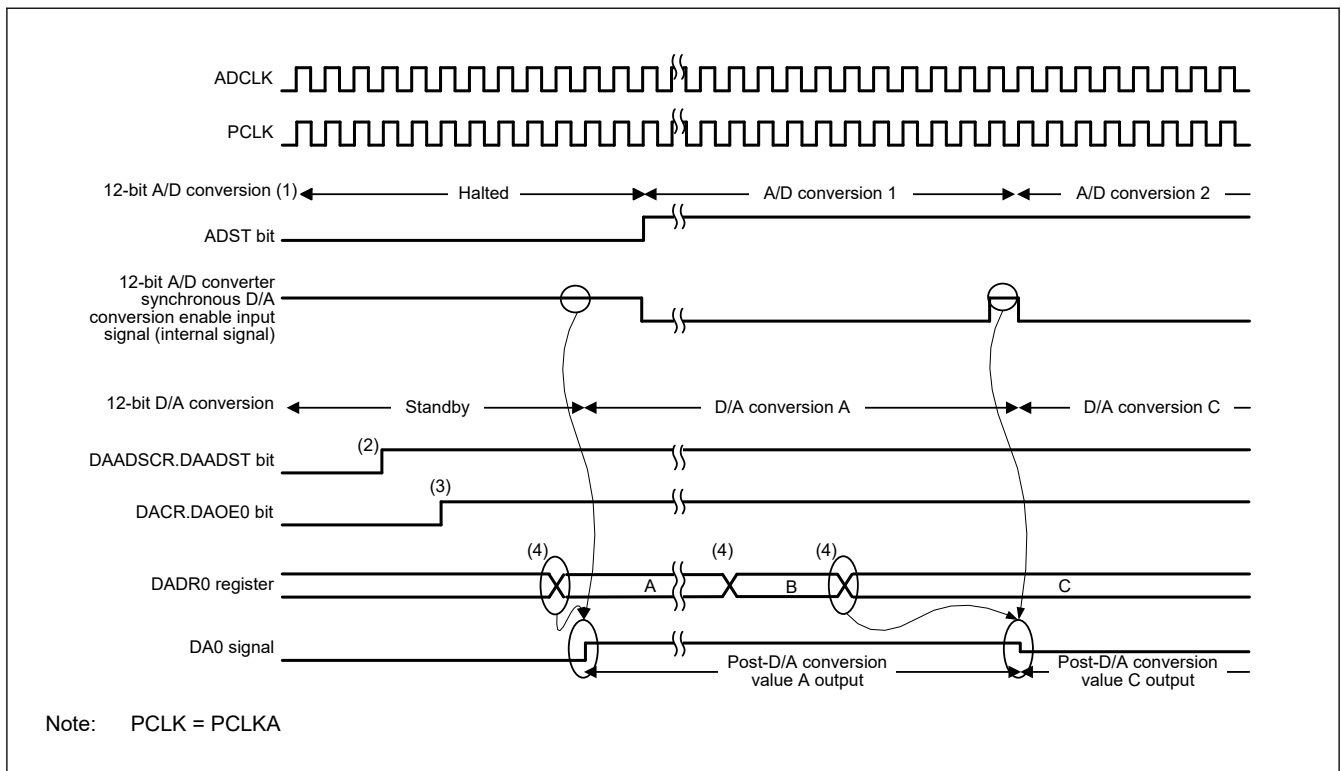 ADCLK
PCLK
12-bit A/D conversion (1)
Halted
A/D conversion 1
A/D conversion 2
ADST bit
12-bit A/D converter
synchronous D/A
conversion enable input
signal (internal signal)
12-bit D/A conversion
Standby
D/A conversion A
D/A conversion C
DAADSCR.DAADST bit
(2)
DACR.DAOE0 bit
(3)
(4)
(4)
(4)
DADR0 register
A
B
C
DA0 signal
Post-D/A conversion
value A output
Post-D/A conversion
value C output
Note: PCLK = PCLKA